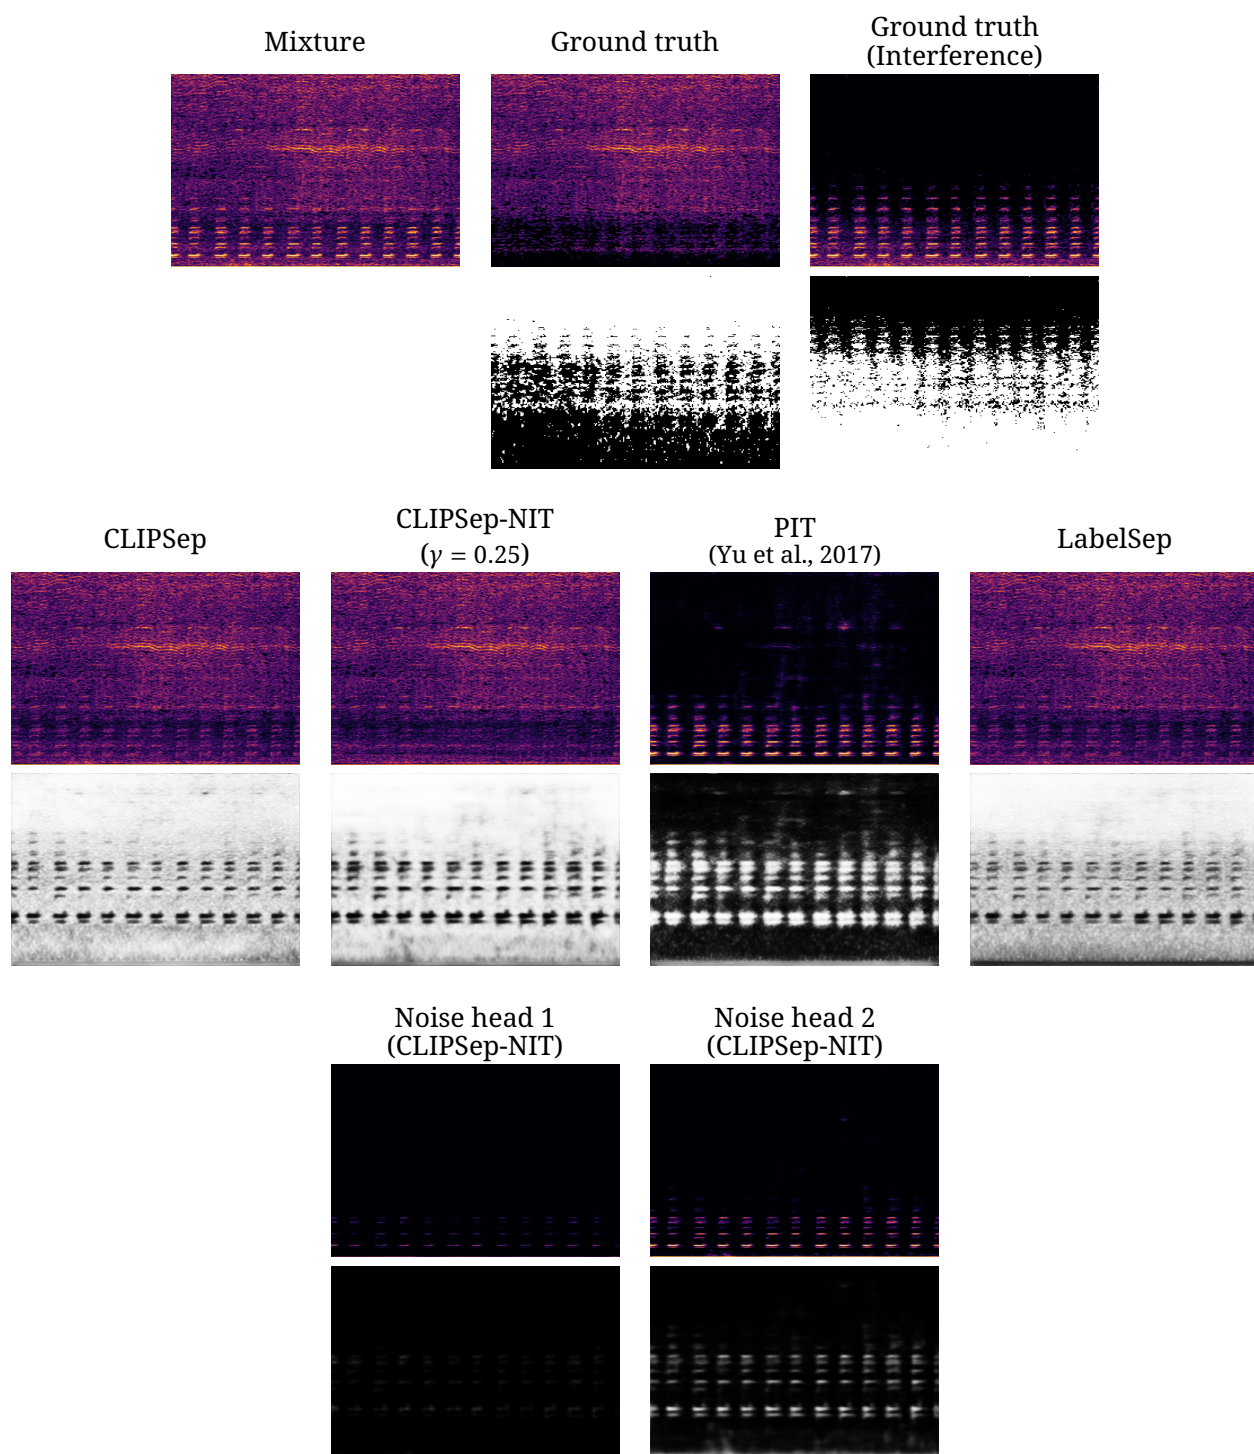 Mixture
Ground truth
Ground truth
(Interference)
CLIPSep
CLIPSep-NIT
(γ = 0.25)
PIT
(Yu et al., 2017)
LabelSep
Noise head 1
(CLIPSep-NIT)
Noise head 2
(CLIPSep-NIT)